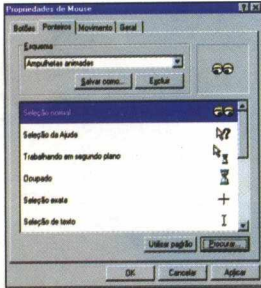 Propriedades de Mouse
Botões Ponteiros Movimento Geral
Esquema
Ampulhetas animadas
Salvar como... Excluir
Seleção normal
Seleção da Ajuda
Trabalhando em segundo plano
Ocupado
Seleção exata
Seleção de texto
Utilizar padrão Procurar...
OK Cancelar Aplicar